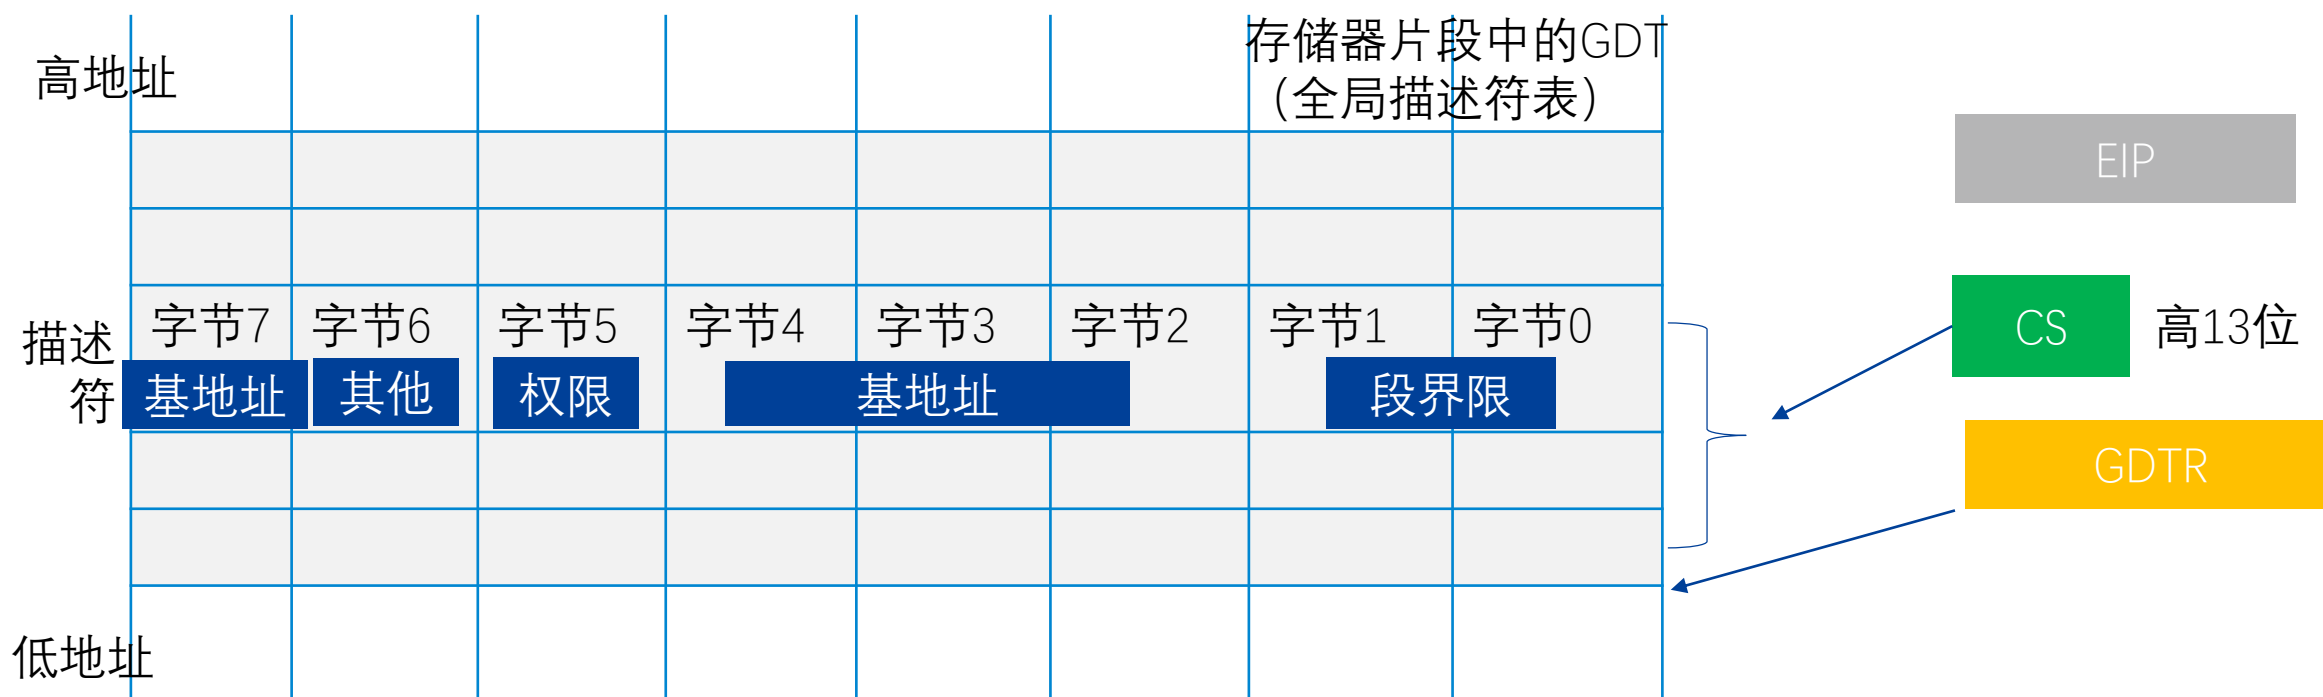 存储器片段中的GDT
（全局描述符表）
高地址
EIP
字节7 字节6 字节5 字节4 字节3 字节2 字节1 字节0
CS 高13位
描述
符
基地址 其他 权限 基地址 段界限
GDTR
低地址